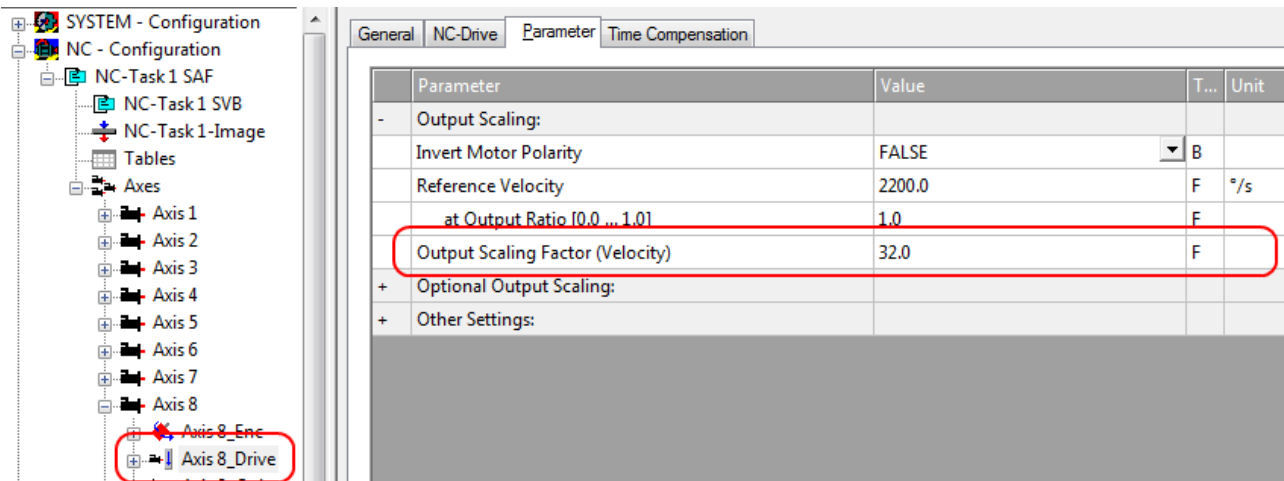 SYSTEM - Configuration
NC - Configuration
NC-Task 1 SAF
NC-Task 1 SVB
NC-Task 1-Image
Tables
Axes
Axis 1
Axis 2
Axis 3
Axis 4
Axis 5
Axis 6
Axis 7
Axis 8
Axis 8_Enc
Axis 8_Drive
General NC-Drive Parameter Time Compensation
Parameter Value T... Unit
- Output Scaling:
Invert Motor Polarity FALSE B
Reference Velocity 2200.0 F °/s
at Output Ratio [0.0 ... 1.0] 1.0 F
Output Scaling Factor (Velocity) 32.0 F
+ Optional Output Scaling:
+ Other Settings: